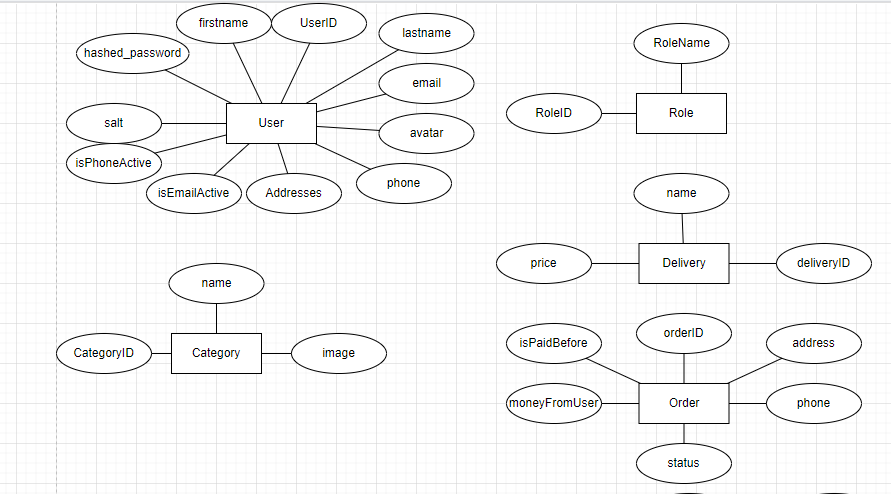 firstname
UserID
lastname
hashed_password
email
salt
User
avatar
isPhoneActive
isEmailActive
Addresses
phone
RoleName
RoleID
Role
name
price
Delivery
deliveryID
name
CategoryID
Category
image
isPaidBefore
orderID
address
moneyFromUser
Order
phone
status